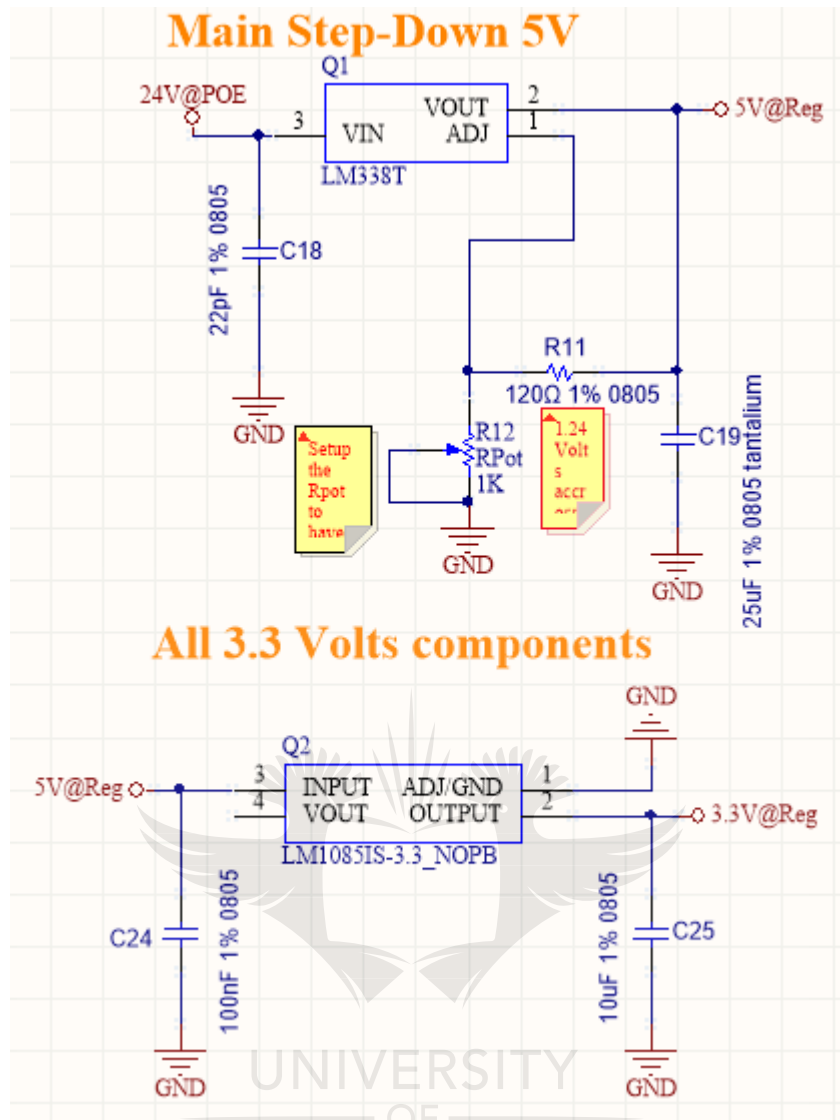 Main Step-Down 5V
Q1
24V@POE
3
VIN
VOUT
ADJ
2
1
5V@Reg
LM338T
22pF 1% 0805
C18
GND
R11
120Ω 1% 0805
Setup
the
Rpot
to
have
R12
RPot
1K
GND
1.24
Volt
s
accr
C19
25uF 1% 0805 tantalium
GND
All 3.3 Volts components
GND
Q2
5V@Reg
3
4
INPUT
VOUT
ADJ/GND
OUTPUT
1
2
3.3V@Reg
LM1085IS-3.3_NOPB
C24
100nF 1% 0805
GND
10uF 1% 0805
C25
GND
UNIVERSITY
OF